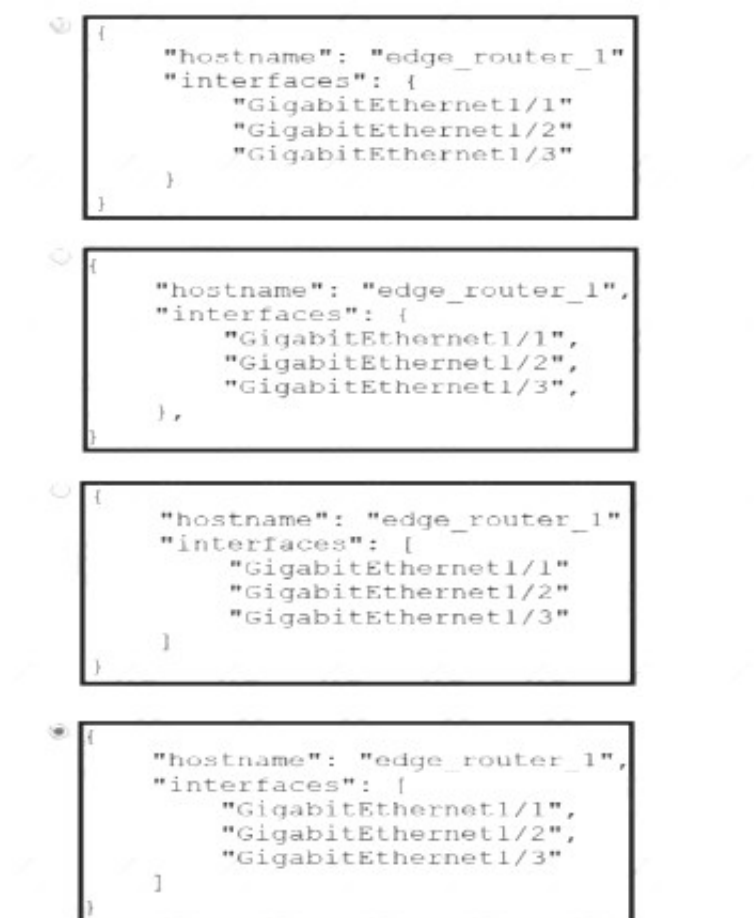 {
"hostname": "edge_router_1"
"interfaces": {
"GigabitEthernet1/1"
"GigabitEthernet1/2"
"GigabitEthernet1/3"
}
}
{
"hostname": "edge_router_1",
"interfaces": {
"GigabitEthernet1/1",
"GigabitEthernet1/2",
"GigabitEthernet1/3",
},
}
{
"hostname": "edge_router_1"
"interfaces": [
"GigabitEthernet1/1"
"GigabitEthernet1/2"
"GigabitEthernet1/3"
]
}
{
"hostname": "edge_router_1",
"interfaces": [
"GigabitEthernet1/1",
"GigabitEthernet1/2",
"GigabitEthernet1/3"
]
}